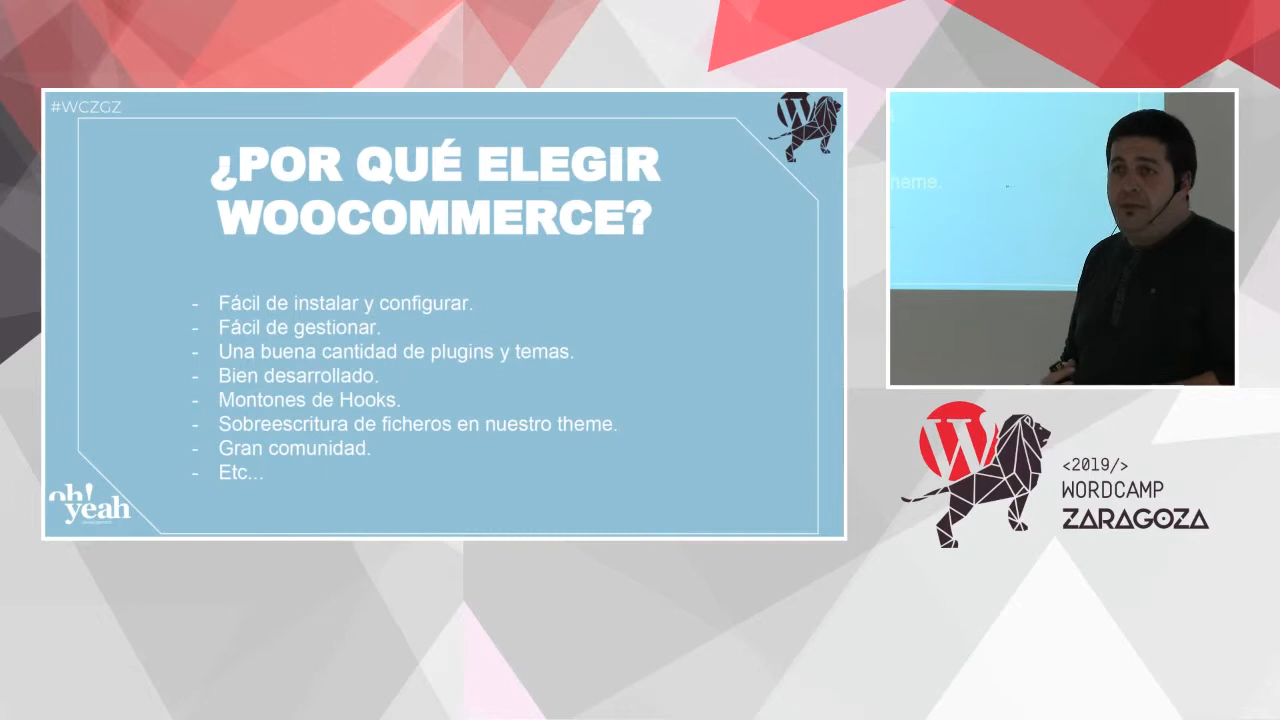 #WCZGZ
¿POR QUÉ ELEGIR
WOOCOMMERCE?
- Fácil de instalar y configurar.
- Fácil de gestionar.
- Una buena cantidad de plugins y temas.
- Bien desarrollado.
- Montones de Hooks.
- Sobreescritura de ficheros en nuestro theme.
- Gran comunidad.
- Etc...
oh!
yeah
heme.
<2019/>
WORDCAMP
ZARAGOZA